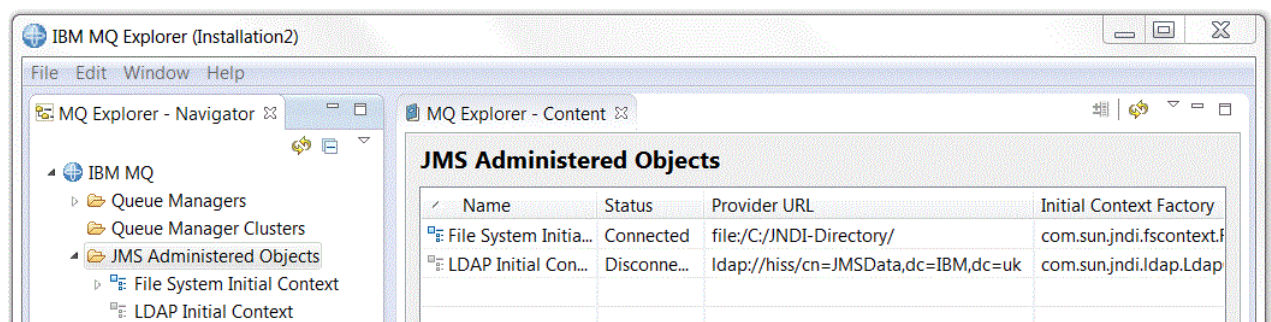 IBM MQ Explorer (Installation2)
File Edit Window Help
MQ Explorer - Navigator
IBM MQ
Queue Managers
Queue Manager Clusters
JMS Administered Objects
File System Initial Context
LDAP Initial Context
MQ Explorer - Content
JMS Administered Objects
Name Status Provider URL Initial Context Factory
File System Initia... Connected file:/C:/JNDI-Directory/ com.sun.jndi.fscontext.F
LDAP Initial Con... Disconne... ldap://hiss/cn=JMSData,dc=IBM,dc=uk com.sun.jndi.ldap.Ldap